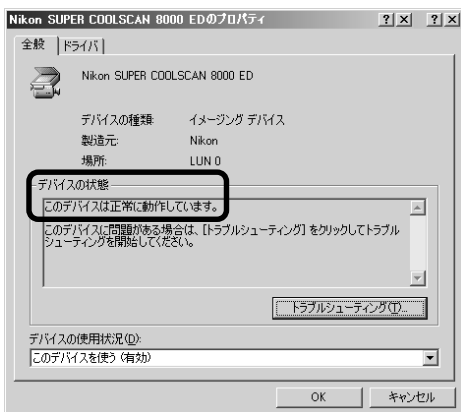 Nikon SUPER COOLSCAN 8000 EDのプロパティ
全般 ドライバ
Nikon SUPER COOLSCAN 8000 ED
デバイスの種類: イメージング デバイス
製造元: Nikon
場所: LUN 0
デバイスの状態
このデバイスは正常に動作しています。
このデバイスに問題がある場合は、[トラブルシューティング] をクリックしてトラブル
シューティングを開始してください。
トラブルシューティング(T)...
デバイスの使用状況(D):
このデバイスを使う (有効)
OK キャンセル